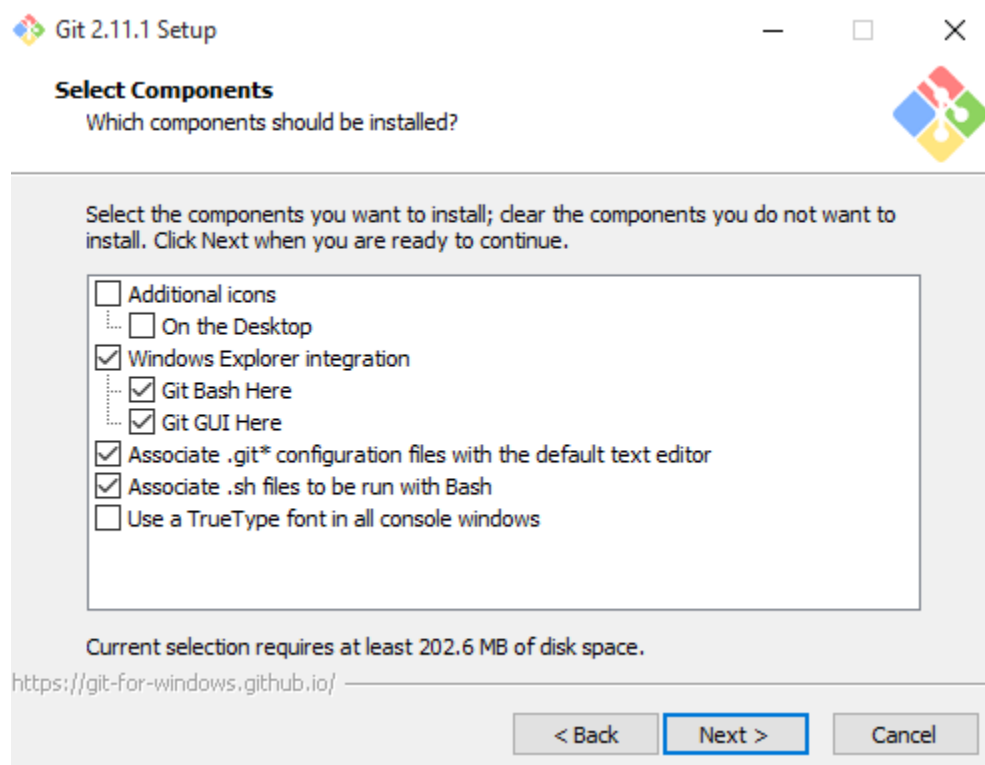 Git 2.11.1 Setup
Select Components
Which components should be installed?
Select the components you want to install; clear the components you do not want to
install. Click Next when you are ready to continue.
Additional icons
On the Desktop
Windows Explorer integration
Git Bash Here
Git GUI Here
Associate .git* configuration files with the default text editor
Associate .sh files to be run with Bash
Use a TrueType font in all console windows
Current selection requires at least 202.6 MB of disk space.
https://git-for-windows.github.io/
< Back
Next >
Cancel